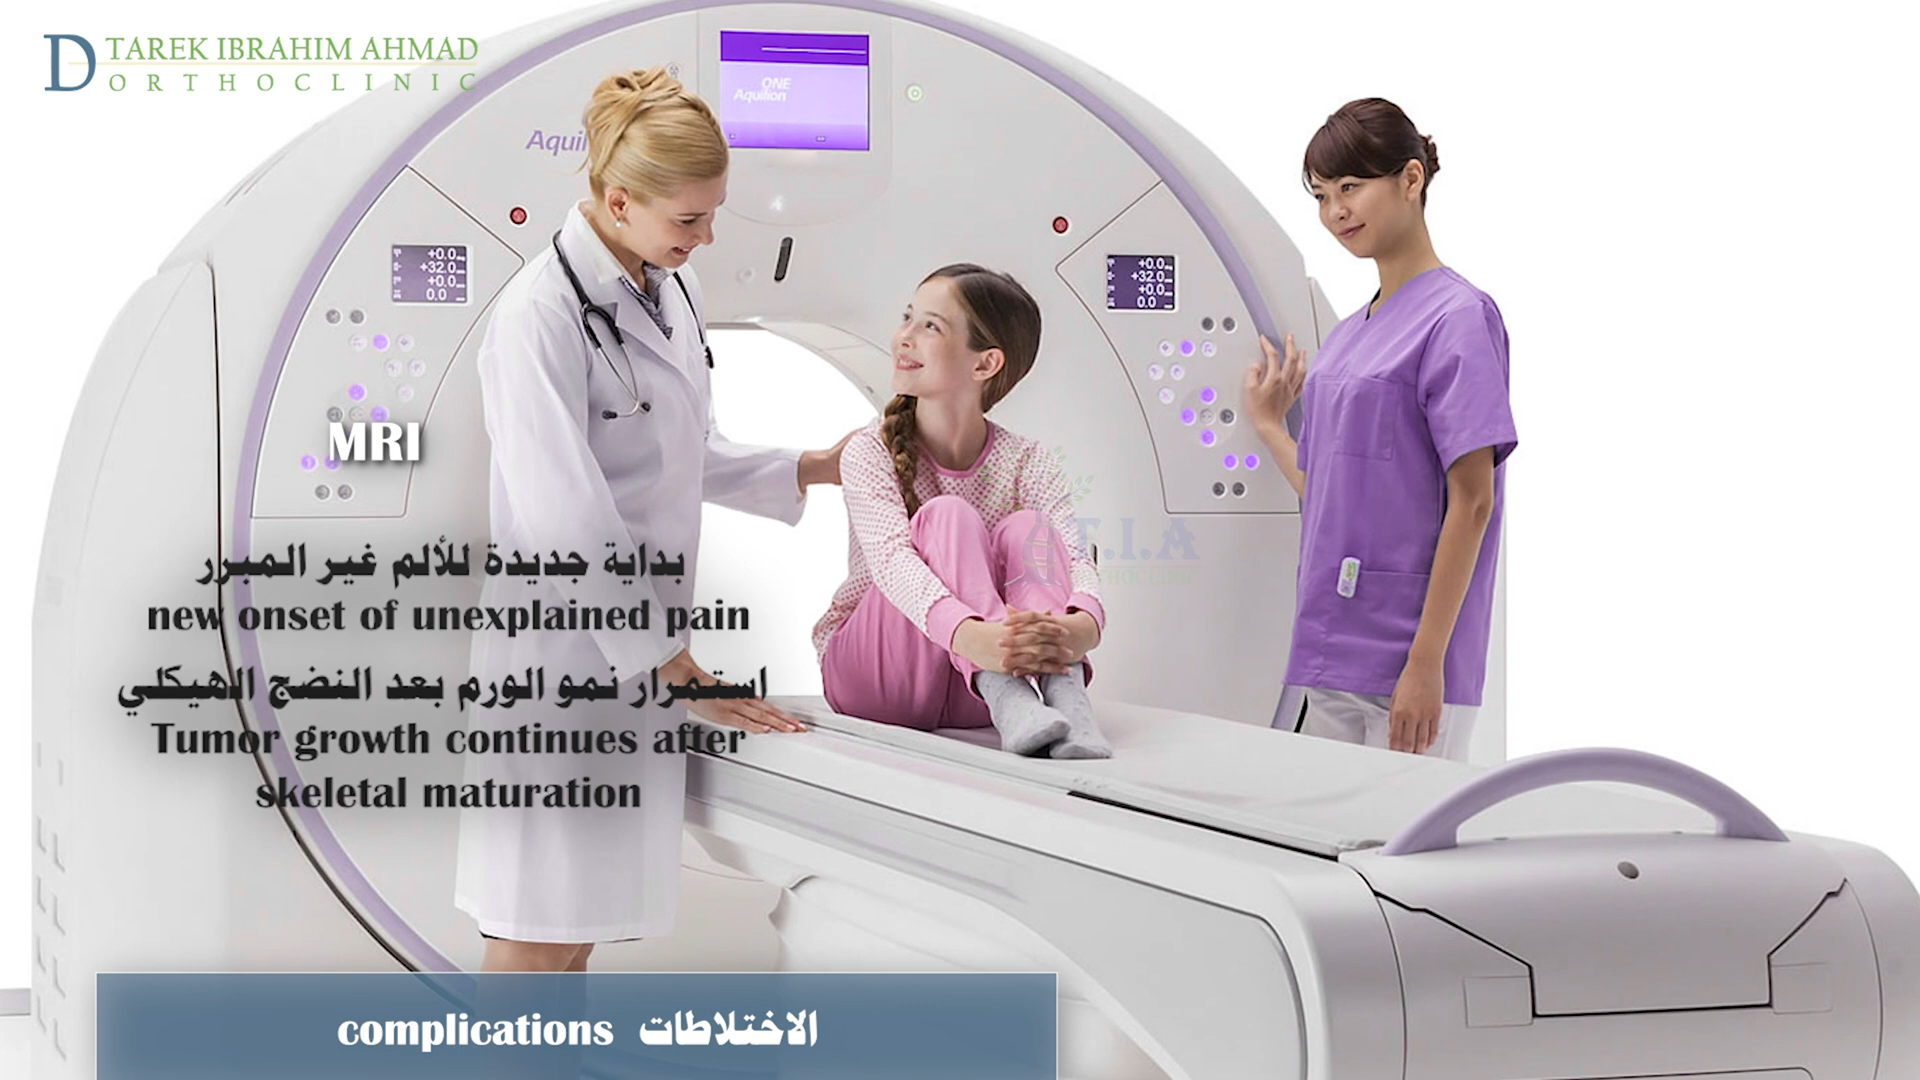 D TAREK IBRAHIM AHMAD
ORTHOCLINIC
ONE
Aquilion
Aquil
+0.0
+32.0
+0.0
0.0
+0.0
+32.0
+0.0
0.0
MRI
T.I.A
ORTHOCLINIC
بداية جديدة للألم غير المبرر
new onset of unexplained pain
استمرار نمو الورم بعد النضج الهيكلي
Tumor growth continues after
skeletal maturation
complications الاختلاطات